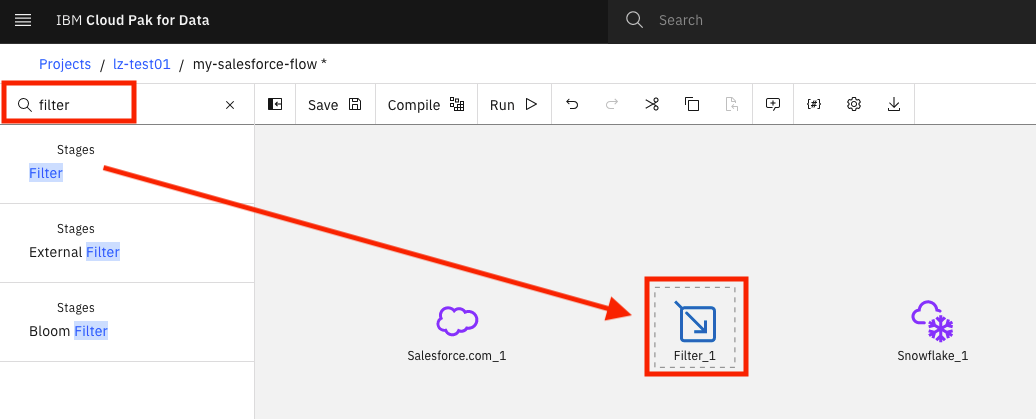 IBM Cloud Pak for Data
Search
Projects / lz-test01 / my-salesforce-flow *
filter
Save
Compile
Run
{#}
Stages
Filter
Stages
External Filter
Stages
Bloom Filter
Salesforce.com_1
Filter_1
Snowflake_1